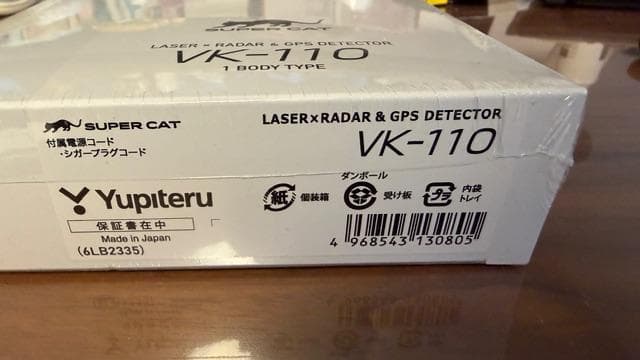 SUPER CAT
LASER × RADAR & GPS DETECTOR
VK-110
1 BODY TYPE
SUPER CAT
付属電源コード
・シガープラグコード
LASER×RADAR & GPS DETECTOR
VK-110
Yupiteru
保証書在中
Made in Japan
(6LB2335)
紙 個装箱
ダンボール
受け板
プラ
内袋
トレイ
4 968543 130805